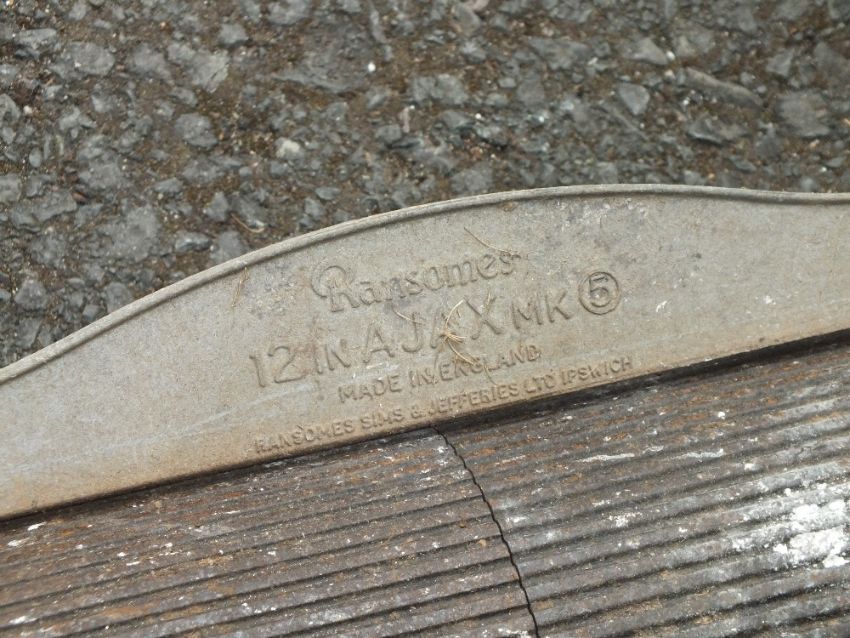 Ransomes
12 IN AJAX MK 5
MADE IN ENGLAND
RANSOMES SIMS & JEFFERIES LTD IPSWICH